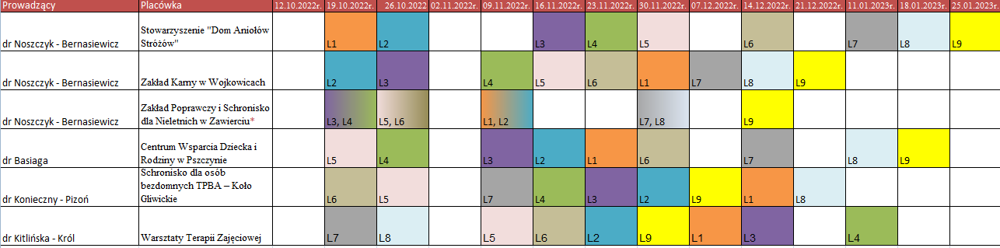 Prowadzący Placówka 12.10.2022r. 19.10.2022r. 26.10.2022 02.11.2022r. 09.11.2022r. 16.11.2022r. 23.11.2022r. 30.11.2022r. 07.12.2022r. 14.12.2022r. 21.12.2022r. 11.01.2023r. 18.01.2023r. 25.01.2023r.
Stowarzyszenie "Dom Aniołów
dr Noszczyk - Bernasiewicz Stróżów" L1 L2 L3 L4 L5 L6 L7 L8 L9
dr Noszczyk - Bernasiewicz Zakład Karny w Wojkowicach L2 L3 L4 L5 L6 L1 L7 L8 L9
Zakład Poprawczy i Schronisko
dr Noszczyk - Bernasiewicz dla Nieletnich w Zawierciu* L3, L4 L5, L6 L1, L2 L7, L8 L9
Centrum Wsparcia Dziecka i
dr Basiaga Rodziny w Pszczynie L5 L4 L3 L2 L1 L6 L7 L8 L9
Schronisko dla osób
bezdomnych TPBA – Koło
dr Konieczny - Pizoń Gliwickie L6 L5 L7 L4 L3 L2 L9 L1 L8
dr Kitlińska - Król Warsztaty Terapii Zajęciowej L7 L8 L5 L6 L2 L9 L1 L3 L4